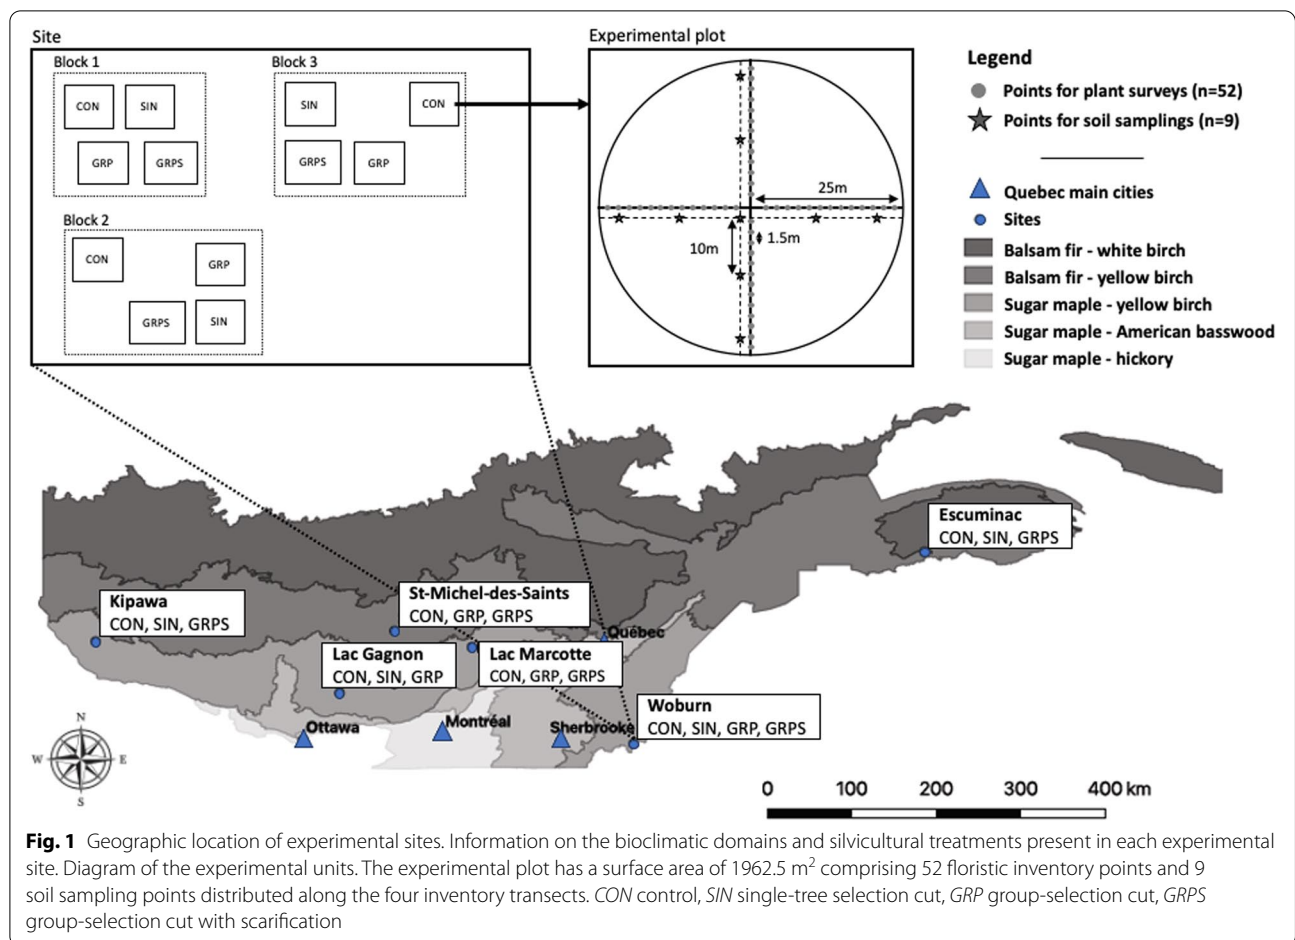 Site
Block 1
CON
SIN
GRP
GRPS
Block 3
SIN
CON
GRPS
GRP
Block 2
CON
GRP
GRPS
SIN
Experimental plot
25m
10m
1.5m
Legend
Points for plant surveys (n=52)
Points for soil samplings (n=9)
Quebec main cities
Sites
Balsam fir - white birch
Balsam fir - yellow birch
Sugar maple - yellow birch
Sugar maple - American basswood
Sugar maple - hickory
Escuminac
CON, SIN, GRPS
Kipawa
CON, SIN, GRPS
St-Michel-des-Saints
CON, GRP, GRPS
Québec
Lac Gagnon
CON, SIN, GRP
Lac Marcotte
CON, GRP, GRPS
Woburn
CON, SIN, GRP, GRPS
Ottawa
Montréal
Sherbrooke
N
W E
S
0 100 200 300 400 km
Fig. 1 Geographic location of experimental sites. Information on the bioclimatic domains and silvicultural treatments present in each experimental
site. Diagram of the experimental units. The experimental plot has a surface area of 1962.5 m² comprising 52 floristic inventory points and 9
soil sampling points distributed along the four inventory transects. CON control, SIN single-tree selection cut, GRP group-selection cut, GRPS
group-selection cut with scarification